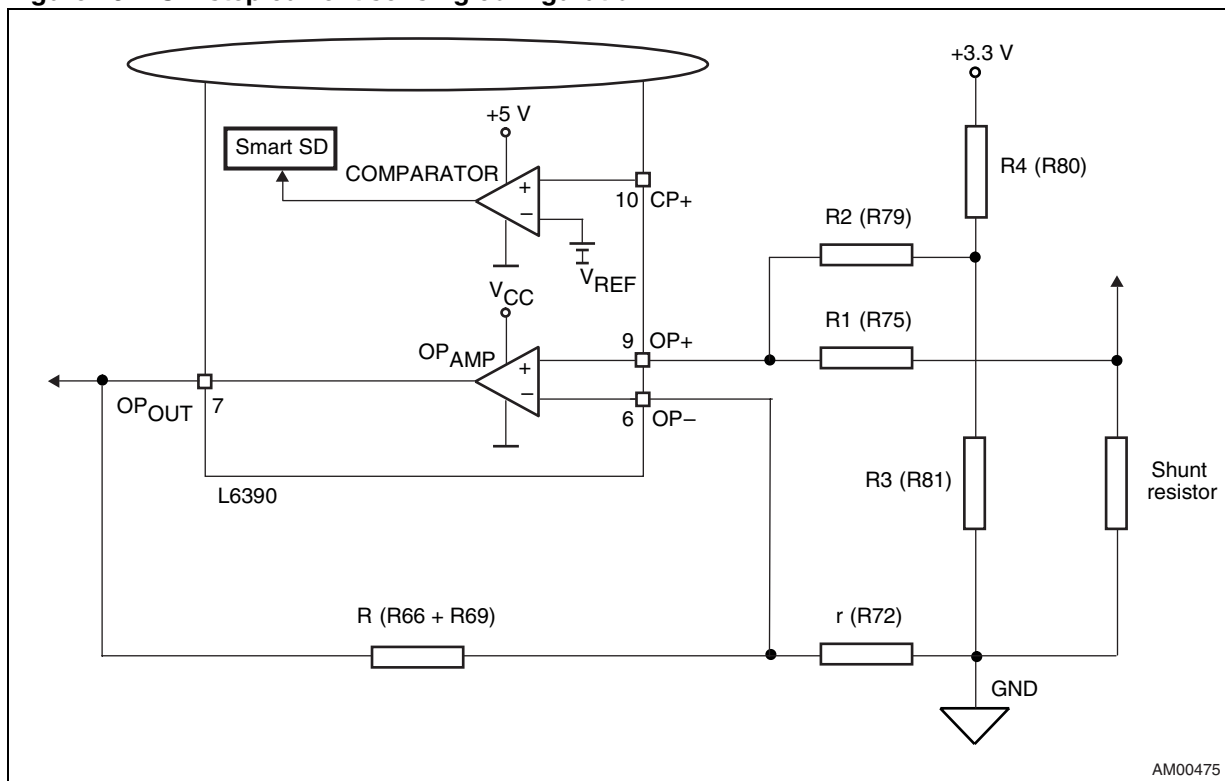 +3.3 V
+5 V
Smart SD
COMPARATOR
R4 (R80)
+
−
10 CP+
R2 (R79)
VREF
VCC
R1 (R75)
9 OP+
OPAMP
+
−
OPOUT 7
6 OP−
R3 (R81)
Shunt
resistor
L6390
R (R66 + R69)
r (R72)
GND
AM00475